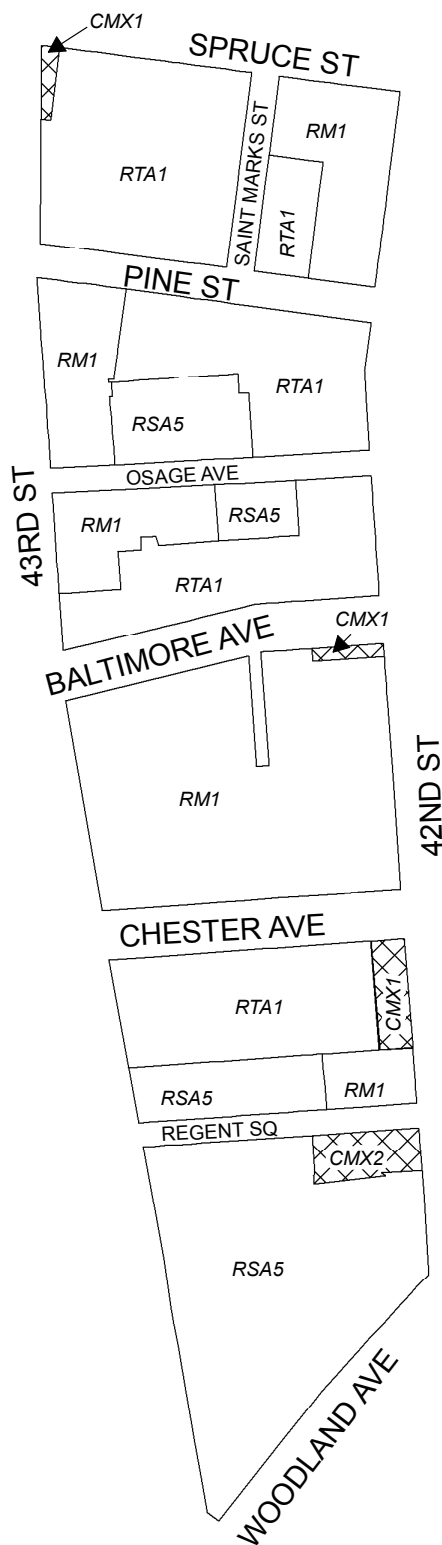 CMX1
SPRUCE ST
RM1
RTA1
SAINT MARKS ST
RTA1
PINE ST
RM1
RTA1
RSA5
OSAGE AVE
43RD ST
RM1
RSA5
RTA1
CMX1
BALTIMORE AVE
RM1
42ND ST
CHESTER AVE
RTA1
CMX1
RSA5
RM1
REGENT SQ
CMX2
RSA5
WOODLAND AVE